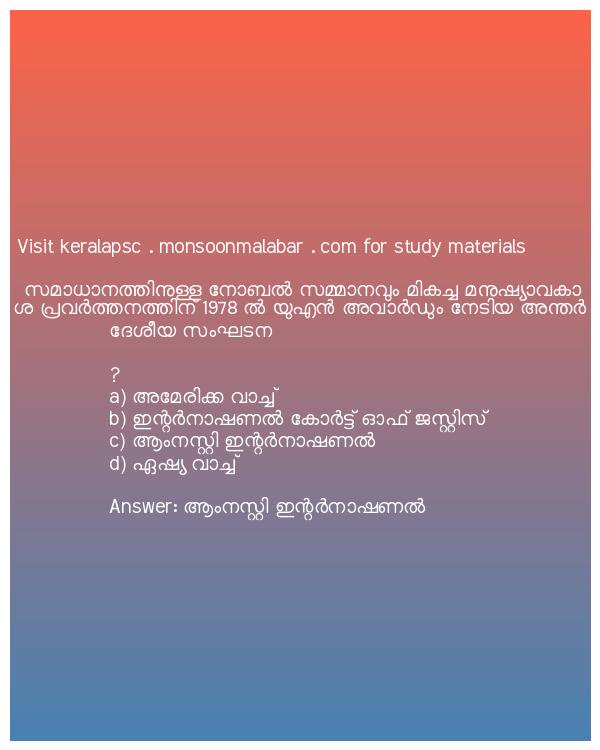 Visit keralapsc . monsoonmalabar . com for study materials
സമാധാനത്തിനുള്ള നോബൽ സമ്മാനവും മികച്ച മനുഷ്യാവകാ
ശ പ്രവർത്തനത്തിന് 1978 ൽ യുഎൻ അവാർഡും നേടിയ അന്തർ
ദേശീയ സംഘടന
?
a) അമേരിക്ക വാച്ച്
b) ഇന്റർനാഷണൽ കോർട്ട് ഓഫ് ജസ്റ്റിസ്
c) ആംനസ്റ്റി ഇന്റർനാഷണൽ
d) ഏഷ്യ വാച്ച്
Answer: ആംനസ്റ്റി ഇന്റർനാഷണൽ